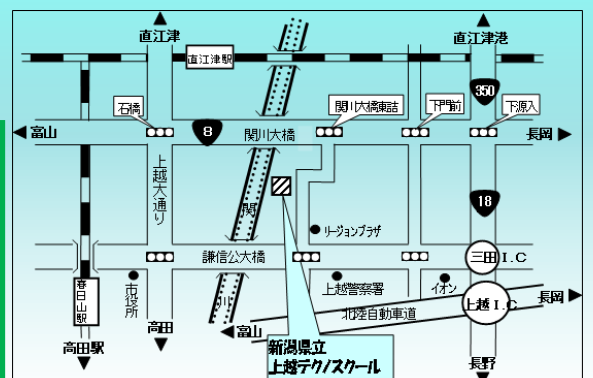 直江津
直江津港
直江津駅
350
石橋
関川大橋東詰
下門前
下源入
富山
8
関川大橋
長岡
上越大通り
関
18
リージョンプラザ
謙信公大橋
三田I.C
春日山駅
市役所
川
上越警察署
イオン
上越I.C
長岡
北陸自動車道
高田
富山
高田駅
新潟県立
上越テクノスクール
長野